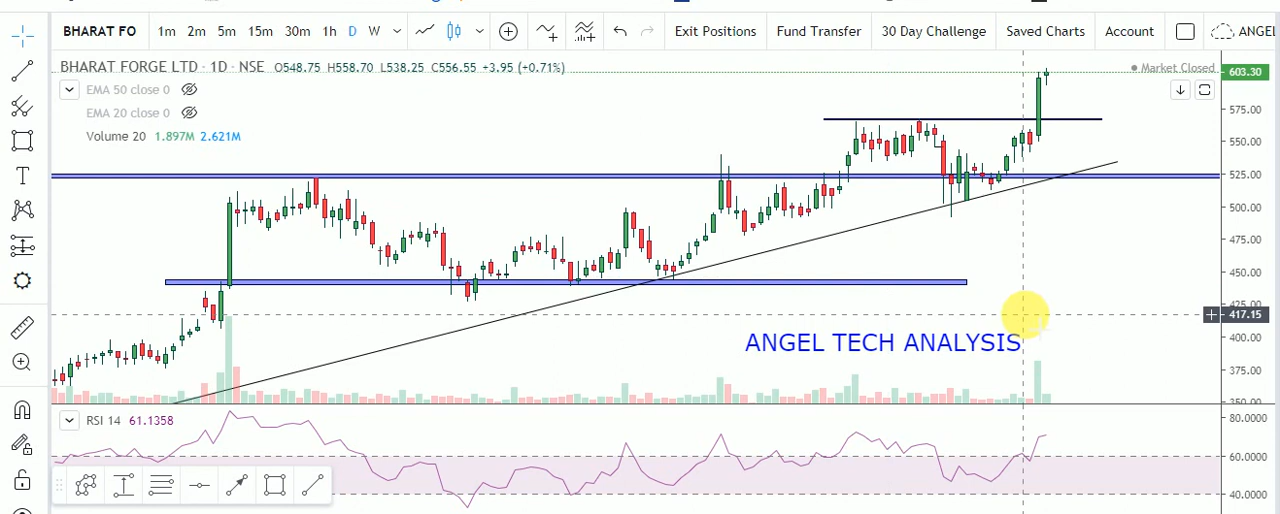 BHARAT FO 1m 2m 5m 15m 30m 1h D W Exit Positions Fund Transfer 30 Day Challenge Saved Charts Account ANGEL
BHARAT FORGE LTD · 1D · NSE O548.75 H558.70 L538.25 C556.55 +3.95 (+0.71%) Market Closed 603.30
EMA 50 close 0
EMA 20 close 0
Volume 20 1.897M 2.621M
575.00
550.00
525.00
500.00
475.00
450.00
425.00
417.15
ANGEL TECH ANALYSIS
400.00
375.00
350.00
RSI 14 61.1358
80.0000
60.0000
40.0000
T